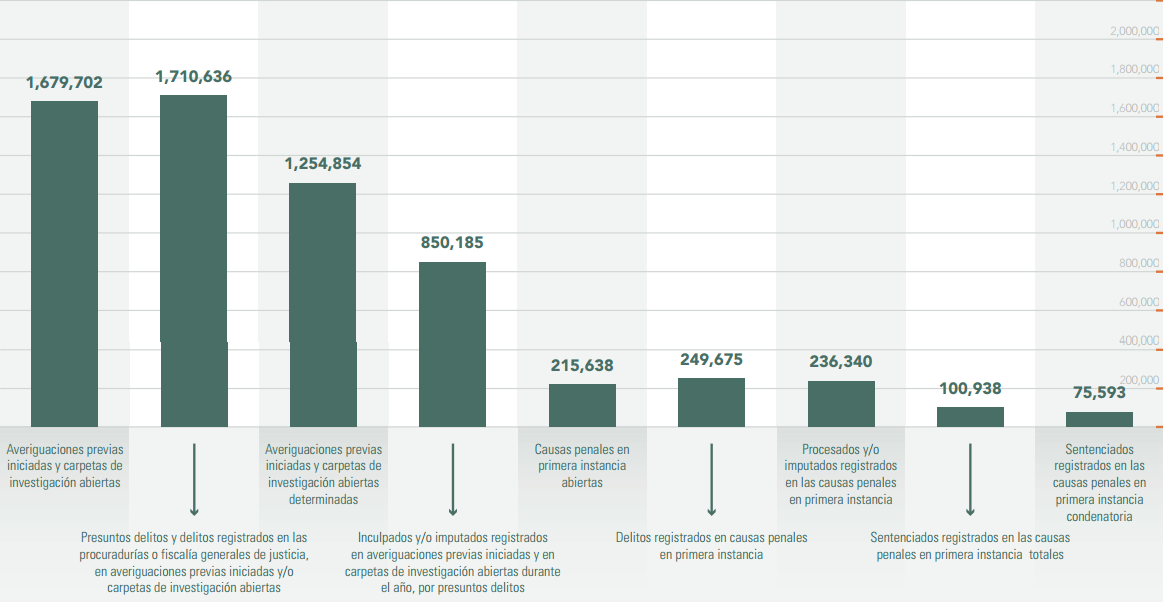 2,000,000
1,800,000
1,600,000
1,400,000
1,200,000
1,000,000
800,000
600,000
400,000
200,000
1,679,702
1,710,636
1,254,854
850,185
215,638
249,675
236,340
100,938
75,593
Averiguaciones previas
iniciadas y carpetas de
investigación abiertas
Presuntos delitos y delitos registrados en las
procuradurías o fiscalía generales de justicia,
en averiguaciones previas iniciadas y/o
carpetas de investigación abiertas
Averiguaciones previas
iniciadas y carpetas de
investigación abiertas
determinadas
Inculpados y/o imputados registrados
en averiguaciones previas iniciadas y en
carpetas de investigación abiertas durante
el año, por presuntos delitos
Causas penales en
primera instancia
abiertas
Delitos registrados en causas penales
en primera instancia
Procesados y/o
imputados registrados
en las causas penales
en primera instancia
Sentenciados registrados en las causas
penales en primera instancia totales
Sentenciados
registrados en las
causas penales en
primera instancia
condenatoria